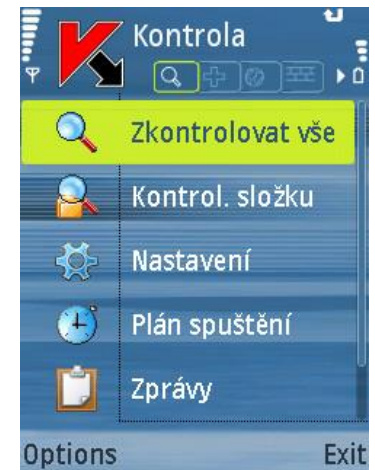 Kontrola
Zkontrolovat vše
Kontrol. složku
Nastavení
Plán spuštění
Zprávy
Options Exit